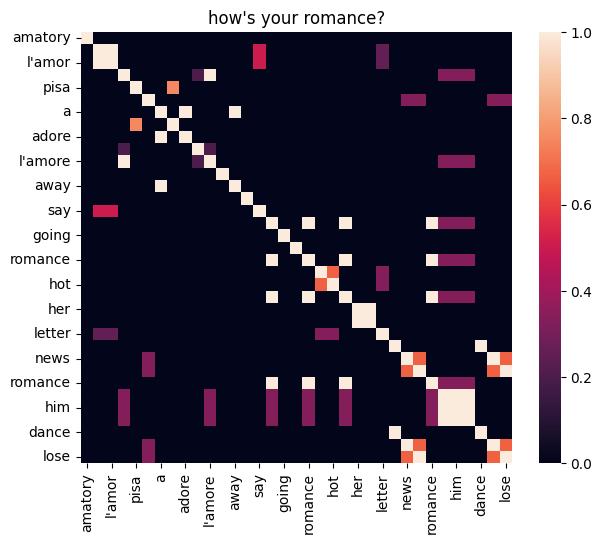 how's your romance?
amatory
l'amor
pisa
a
adore
l'amore
away
say
going
romance
hot
her
letter
news
romance
him
dance
lose
1.0
0.8
0.6
0.4
0.2
0.0
amatory
l'amor
pisa
a
adore
l'amore
away
say
going
romance
hot
her
letter
news
romance
him
dance
lose